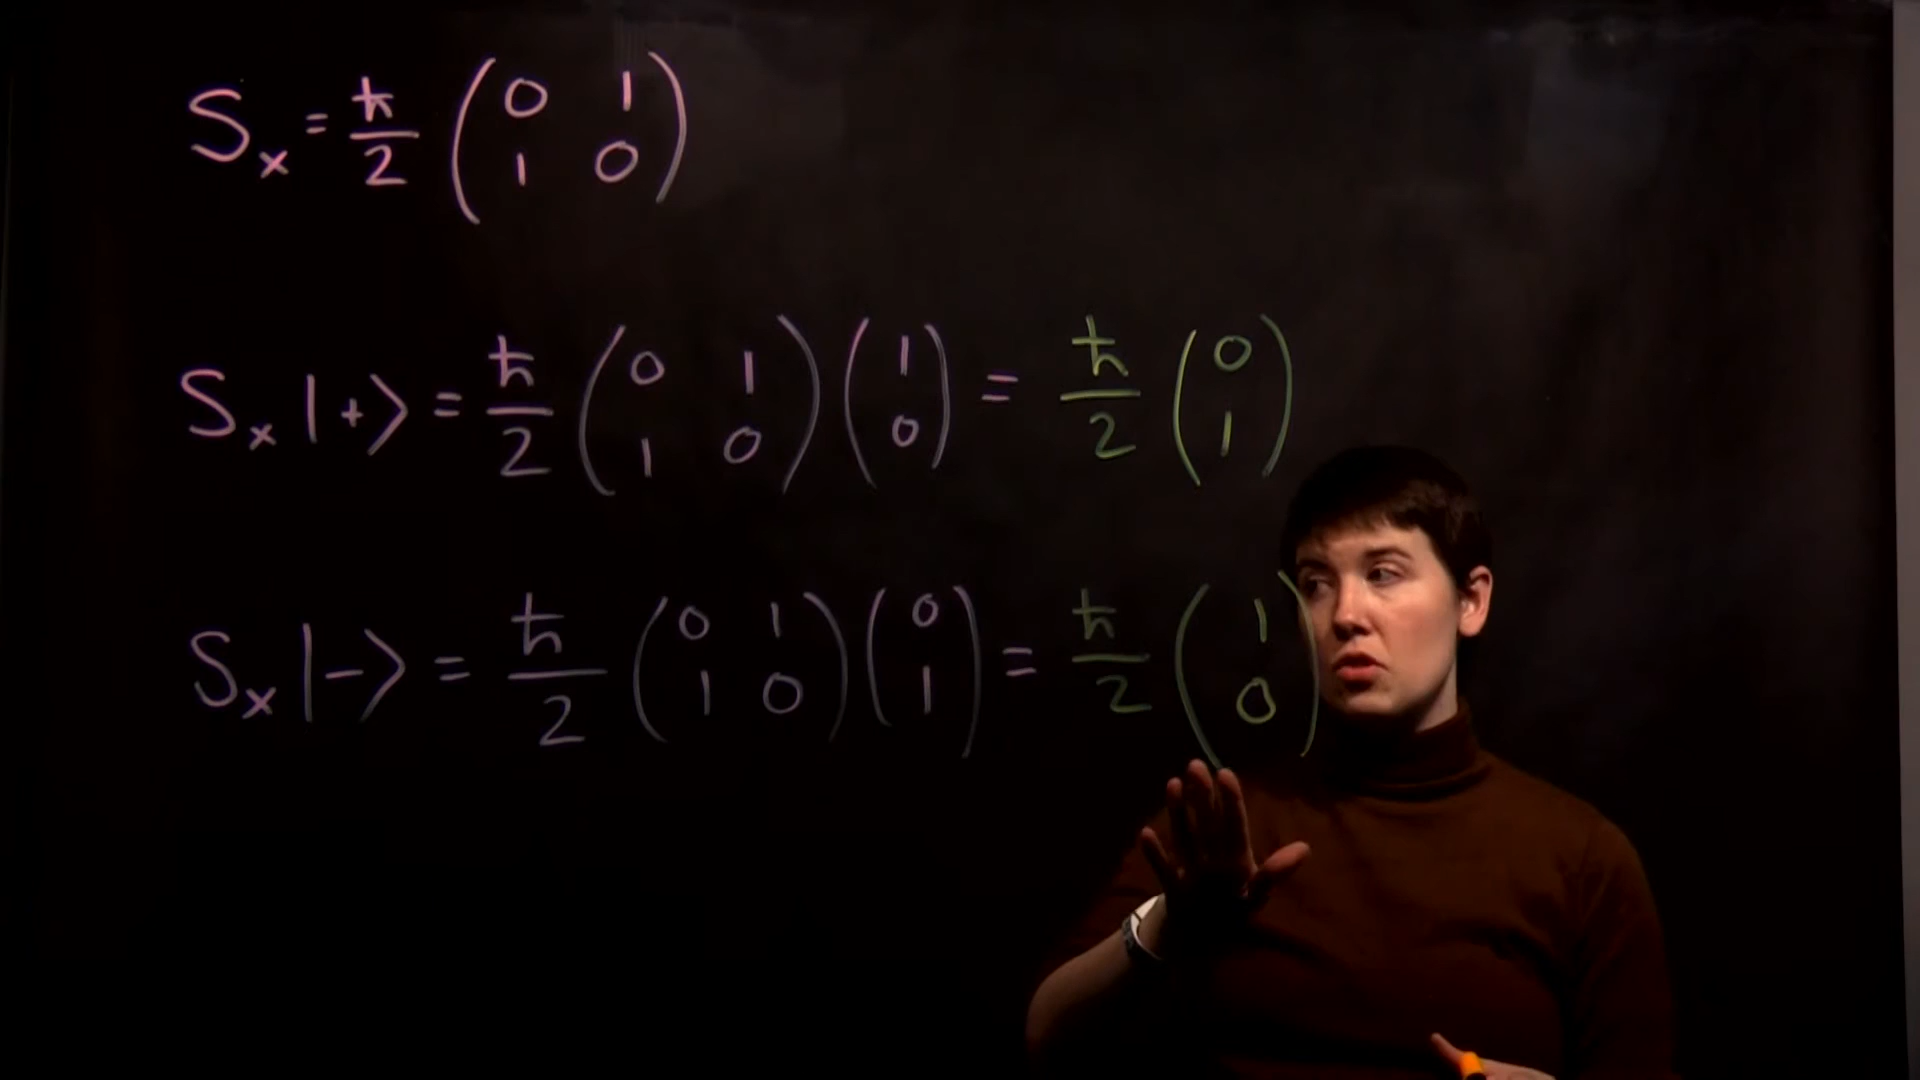 Sₓ = ħ/2 (0 1; 1 0)
Sₓ |+⟩ = ħ/2 (0 1; 1 0) (1; 0) = ħ/2 (0; 1)
Sₓ |−⟩ = ħ/2 (0 1; 1 0) (0; 1) = ħ/2 (1; 0)